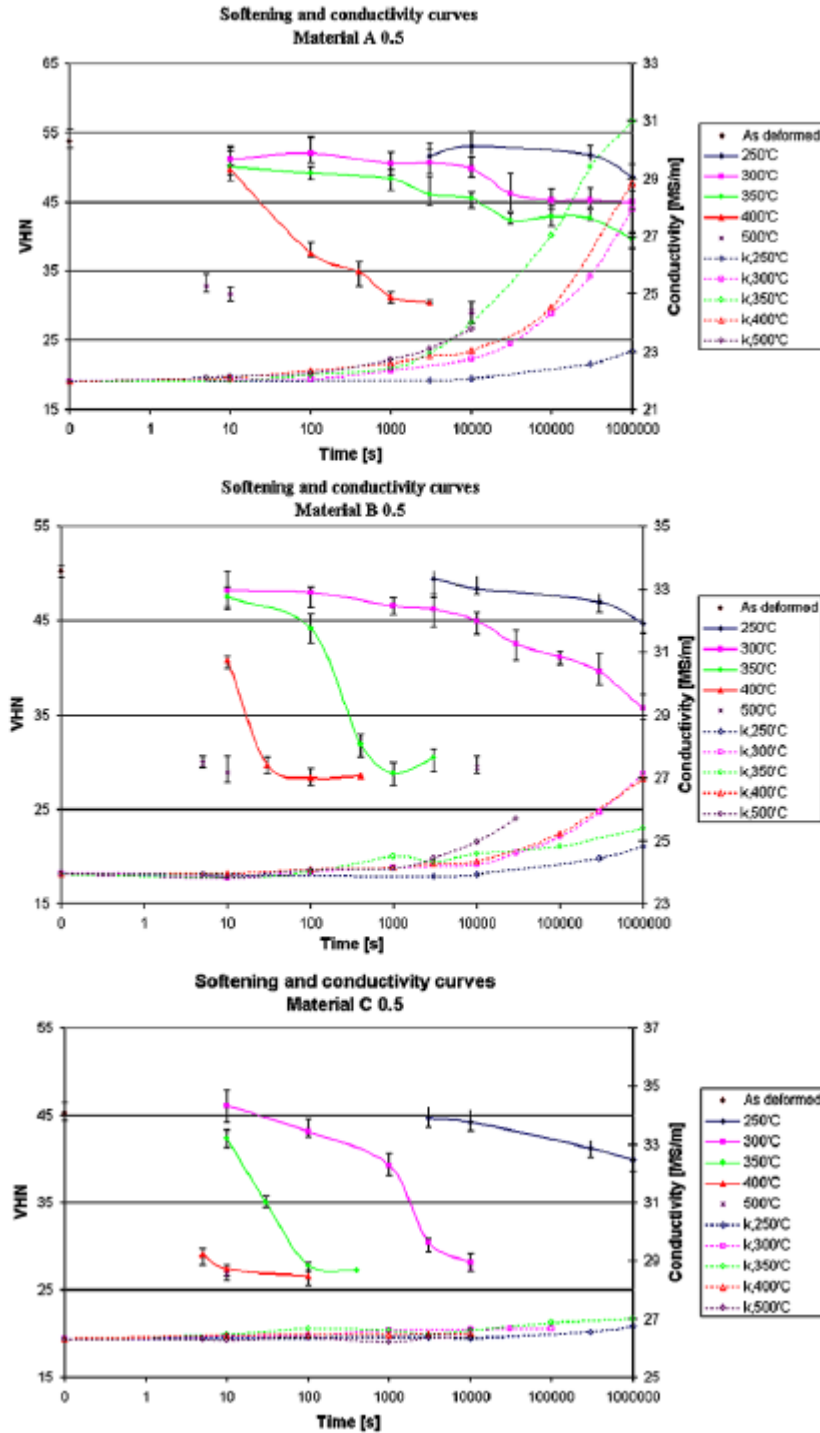 Softening and conductivity curves
Material A 0.5
65
55
45
35
25
15
VHN
33
31
29
27
25
23
21
Conductivity [MS/m]
0
1
10
100
1000
10000
100000
1000000
Time [s]
As deformed
250'C
300'C
350'C
400'C
500'C
k,250'C
k,300'C
k,350'C
k,400'C
k,500'C
Softening and conductivity curves
Material B 0.5
55
45
35
25
15
VHN
35
33
31
29
27
25
23
Conductivity [MS/m]
0
1
10
100
1000
10000
100000
1000000
Time [s]
As deformed
250'C
300'C
350'C
400'C
500'C
k,250'C
k,300'C
k,350'C
k,400'C
k,500'C
Softening and conductivity curves
Material C 0.5
55
45
35
25
15
VHN
37
35
33
31
29
27
25
Conductivity [MS/m]
0
1
10
100
1000
10000
100000
1000000
Time [s]
As deformed
250'C
300'C
350'C
400'C
500'C
k,250'C
k,300'C
k,350'C
k,400'C
k,500'C